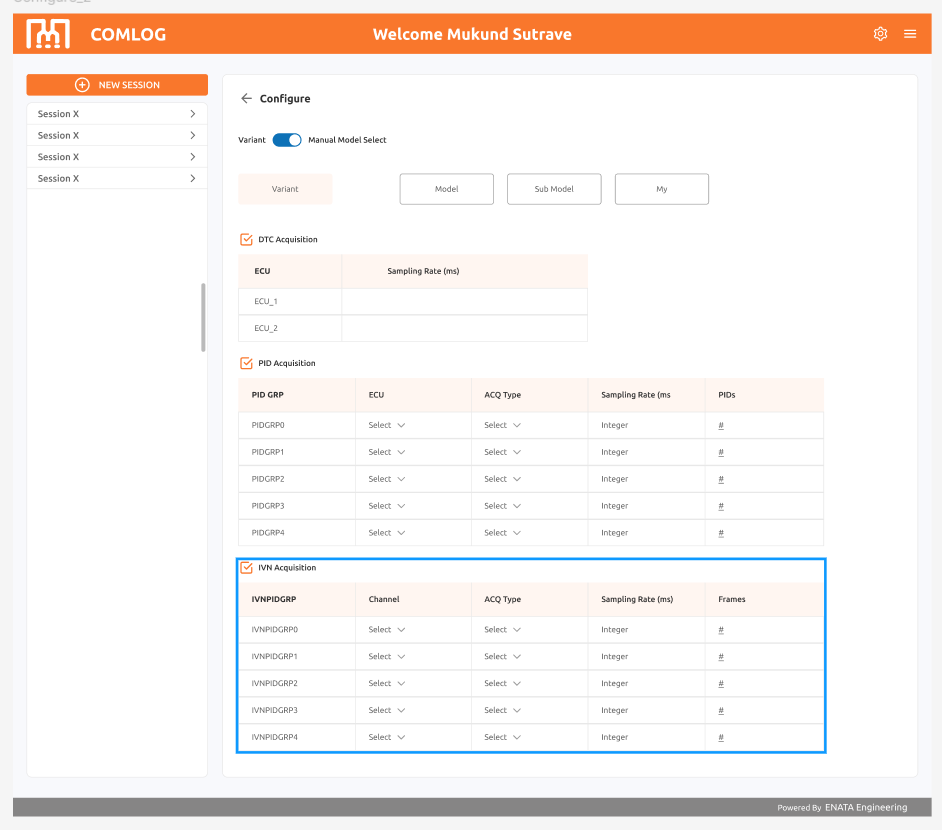 Configure_2
COMLOG
Welcome Mukund Sutrave
NEW SESSION
Session X
Session X
Session X
Session X
Configure
Variant Manual Model Select
Variant Model Sub Model My
DTC Acquisition
ECU Sampling Rate (ms)
ECU_1
ECU_2
PID Acquisition
PID GRP ECU ACQ Type Sampling Rate (ms PIDs
PIDGRP0 Select Select Integer #
PIDGRP1 Select Select Integer #
PIDGRP2 Select Select Integer #
PIDGRP3 Select Select Integer #
PIDGRP4 Select Select Integer #
IVN Acquisition
IVNPIDGRP Channel ACQ Type Sampling Rate (ms) Frames
IVNPIDGRP0 Select Select Integer #
IVNPIDGRP1 Select Select Integer #
IVNPIDGRP2 Select Select Integer #
IVNPIDGRP3 Select Select Integer #
IVNPIDGRP4 Select Select Integer #
Powered By ENATA Engineering